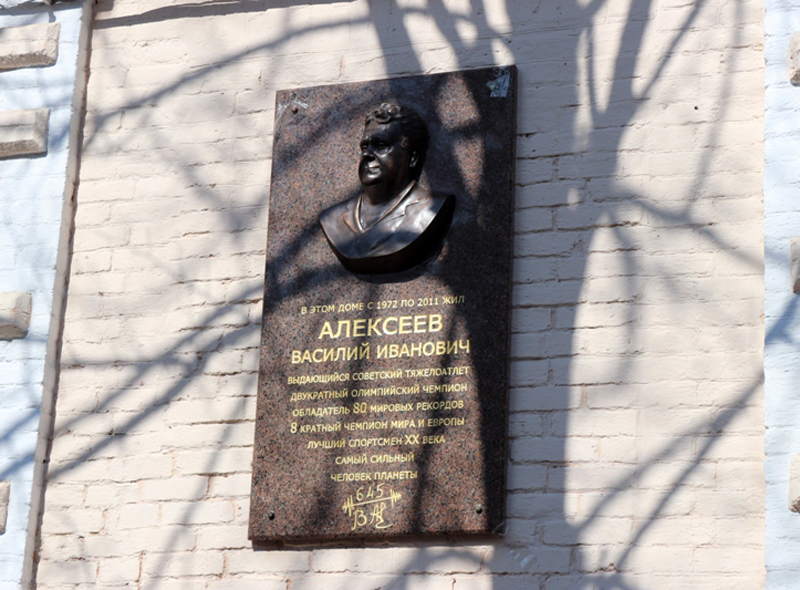 В ЭТОМ ДОМЕ С 1972 ПО 2011 ЖИЛ
АЛЕКСЕЕВ
ВАСИЛИЙ ИВАНОВИЧ
ВЫДАЮЩИЙСЯ СОВЕТСКИЙ ТЯЖЕЛОАТЛЕТ
ДВУКРАТНЫЙ ОЛИМПИЙСКИЙ ЧЕМПИОН
ОБЛАДАТЕЛЬ 80 МИРОВЫХ РЕКОРДОВ
8 КРАТНЫЙ ЧЕМПИОН МИРА И ЕВРОПЫ
ЛУЧШИЙ СПОРТСМЕН XX ВЕКА
САМЫЙ СИЛЬНЫЙ
ЧЕЛОВЕК ПЛАНЕТЫ
645